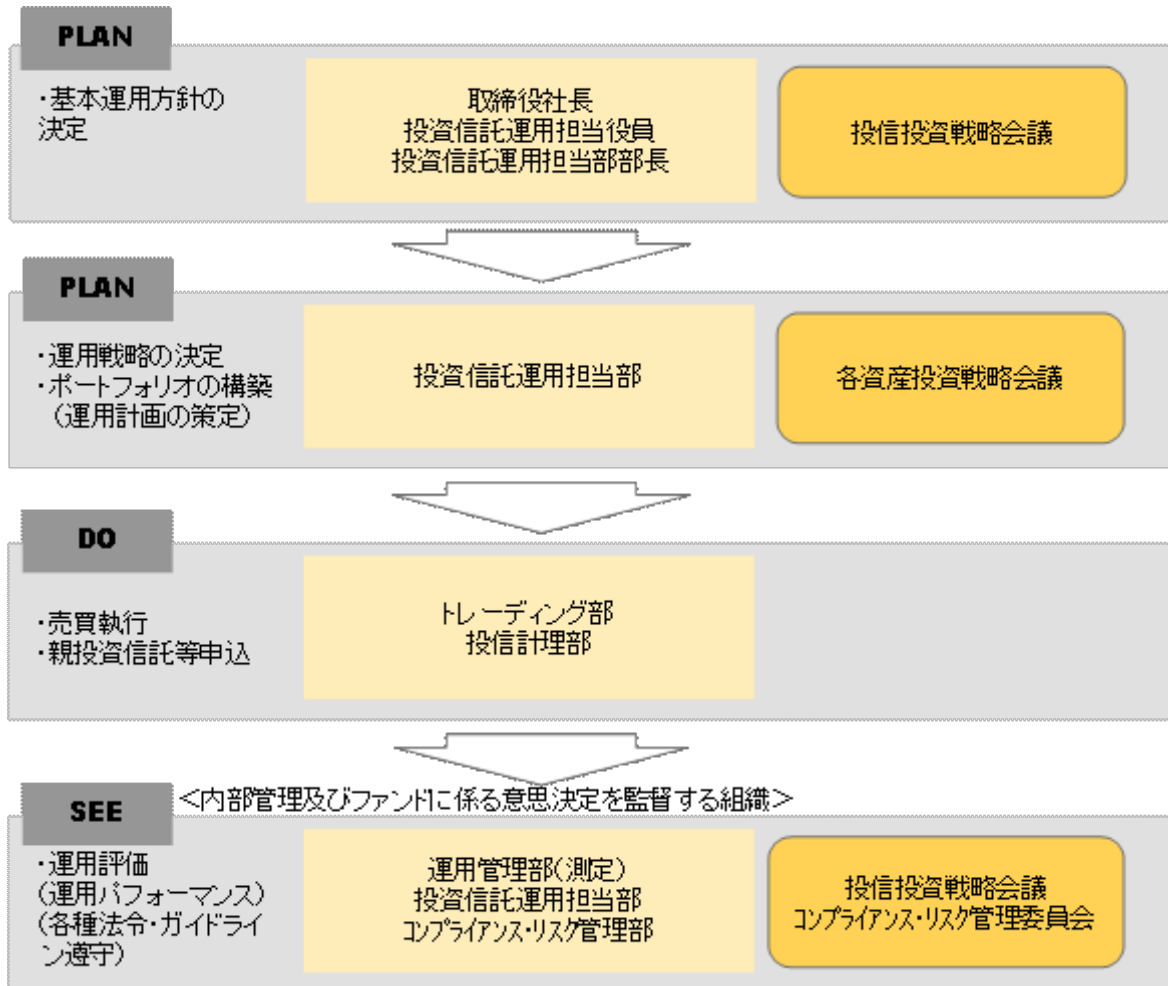 PLAN
・基本運用方針の
決定
取締役社長
投資信託運用担当役員
投資信託運用担当部部長
投信投資戦略会議
PLAN
・運用戦略の決定
・ポートフォリオの構築
（運用計画の策定）
投資信託運用担当部
各資産投資戦略会議
DO
・売買執行
・親投資信託等申込
トレーディング部
投信計理部
SEE
＜内部管理及びファンドに係る意思決定を監督する組織＞
・運用評価
(運用パフォーマンス)
(各種法令・ガイドライ
ン遵守)
運用管理部(測定)
投資信託運用担当部
コンプライアンス・リスク管理部
投信投資戦略会議
コンプライアンス・リスク管理委員会